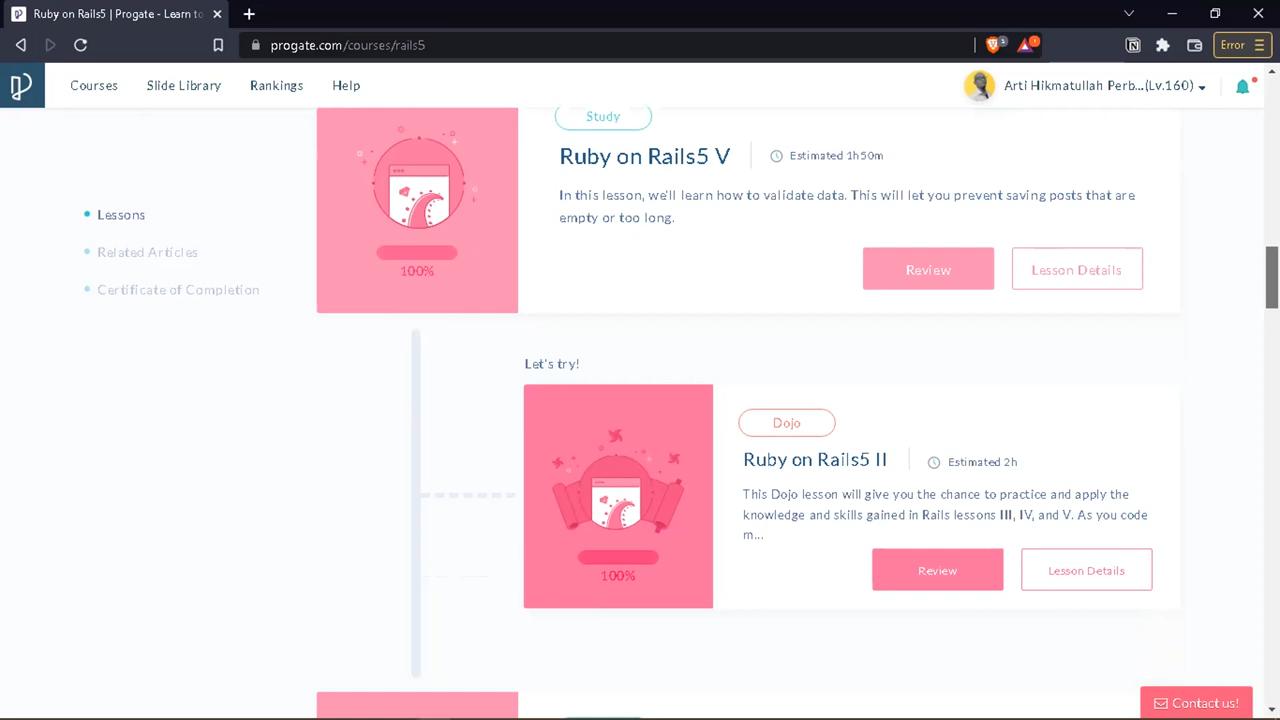 Ruby on Rails5 | Progate - Learn to
progate.com/courses/rails5
Error
Courses
Slide Library
Rankings
Help
Arti Hikmatullah Perb...(Lv.160)
Lessons
Related Articles
Certificate of Completion
Study
Ruby on Rails5 V
Estimated 1h50m
In this lesson, we'll learn how to validate data. This will let you prevent saving posts that are
empty or too long.
100%
Review
Lesson Details
Let's try!
Dojo
Ruby on Rails5 II
Estimated 2h
This Dojo lesson will give you the chance to practice and apply the
knowledge and skills gained in Rails lessons III, IV, and V. As you code
m...
100%
Review
Lesson Details
Contact us!